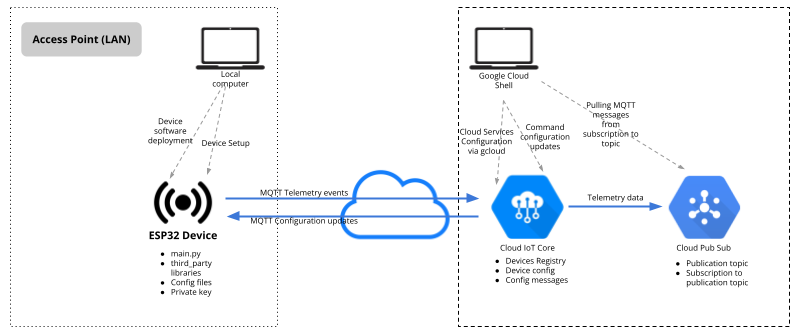 Access Point (LAN)
Local
computer
Device
software
deployment
Device Setup
MQTT Telemetry events
MQTT Configuration updates
ESP32 Device
● main.py
● third_party
libraries
● Config files
● Private key
Google Cloud
Shell
Cloud Services
Configuration
via gcloud
Command
configuration
updates
Pulling MQTT
messages
from
subscription to
topic
Telemetry data
Cloud IoT Core
● Devices Registry
● Device config
● Config messages
Cloud Pub Sub
● Publication topic
● Subscription to
publication topic